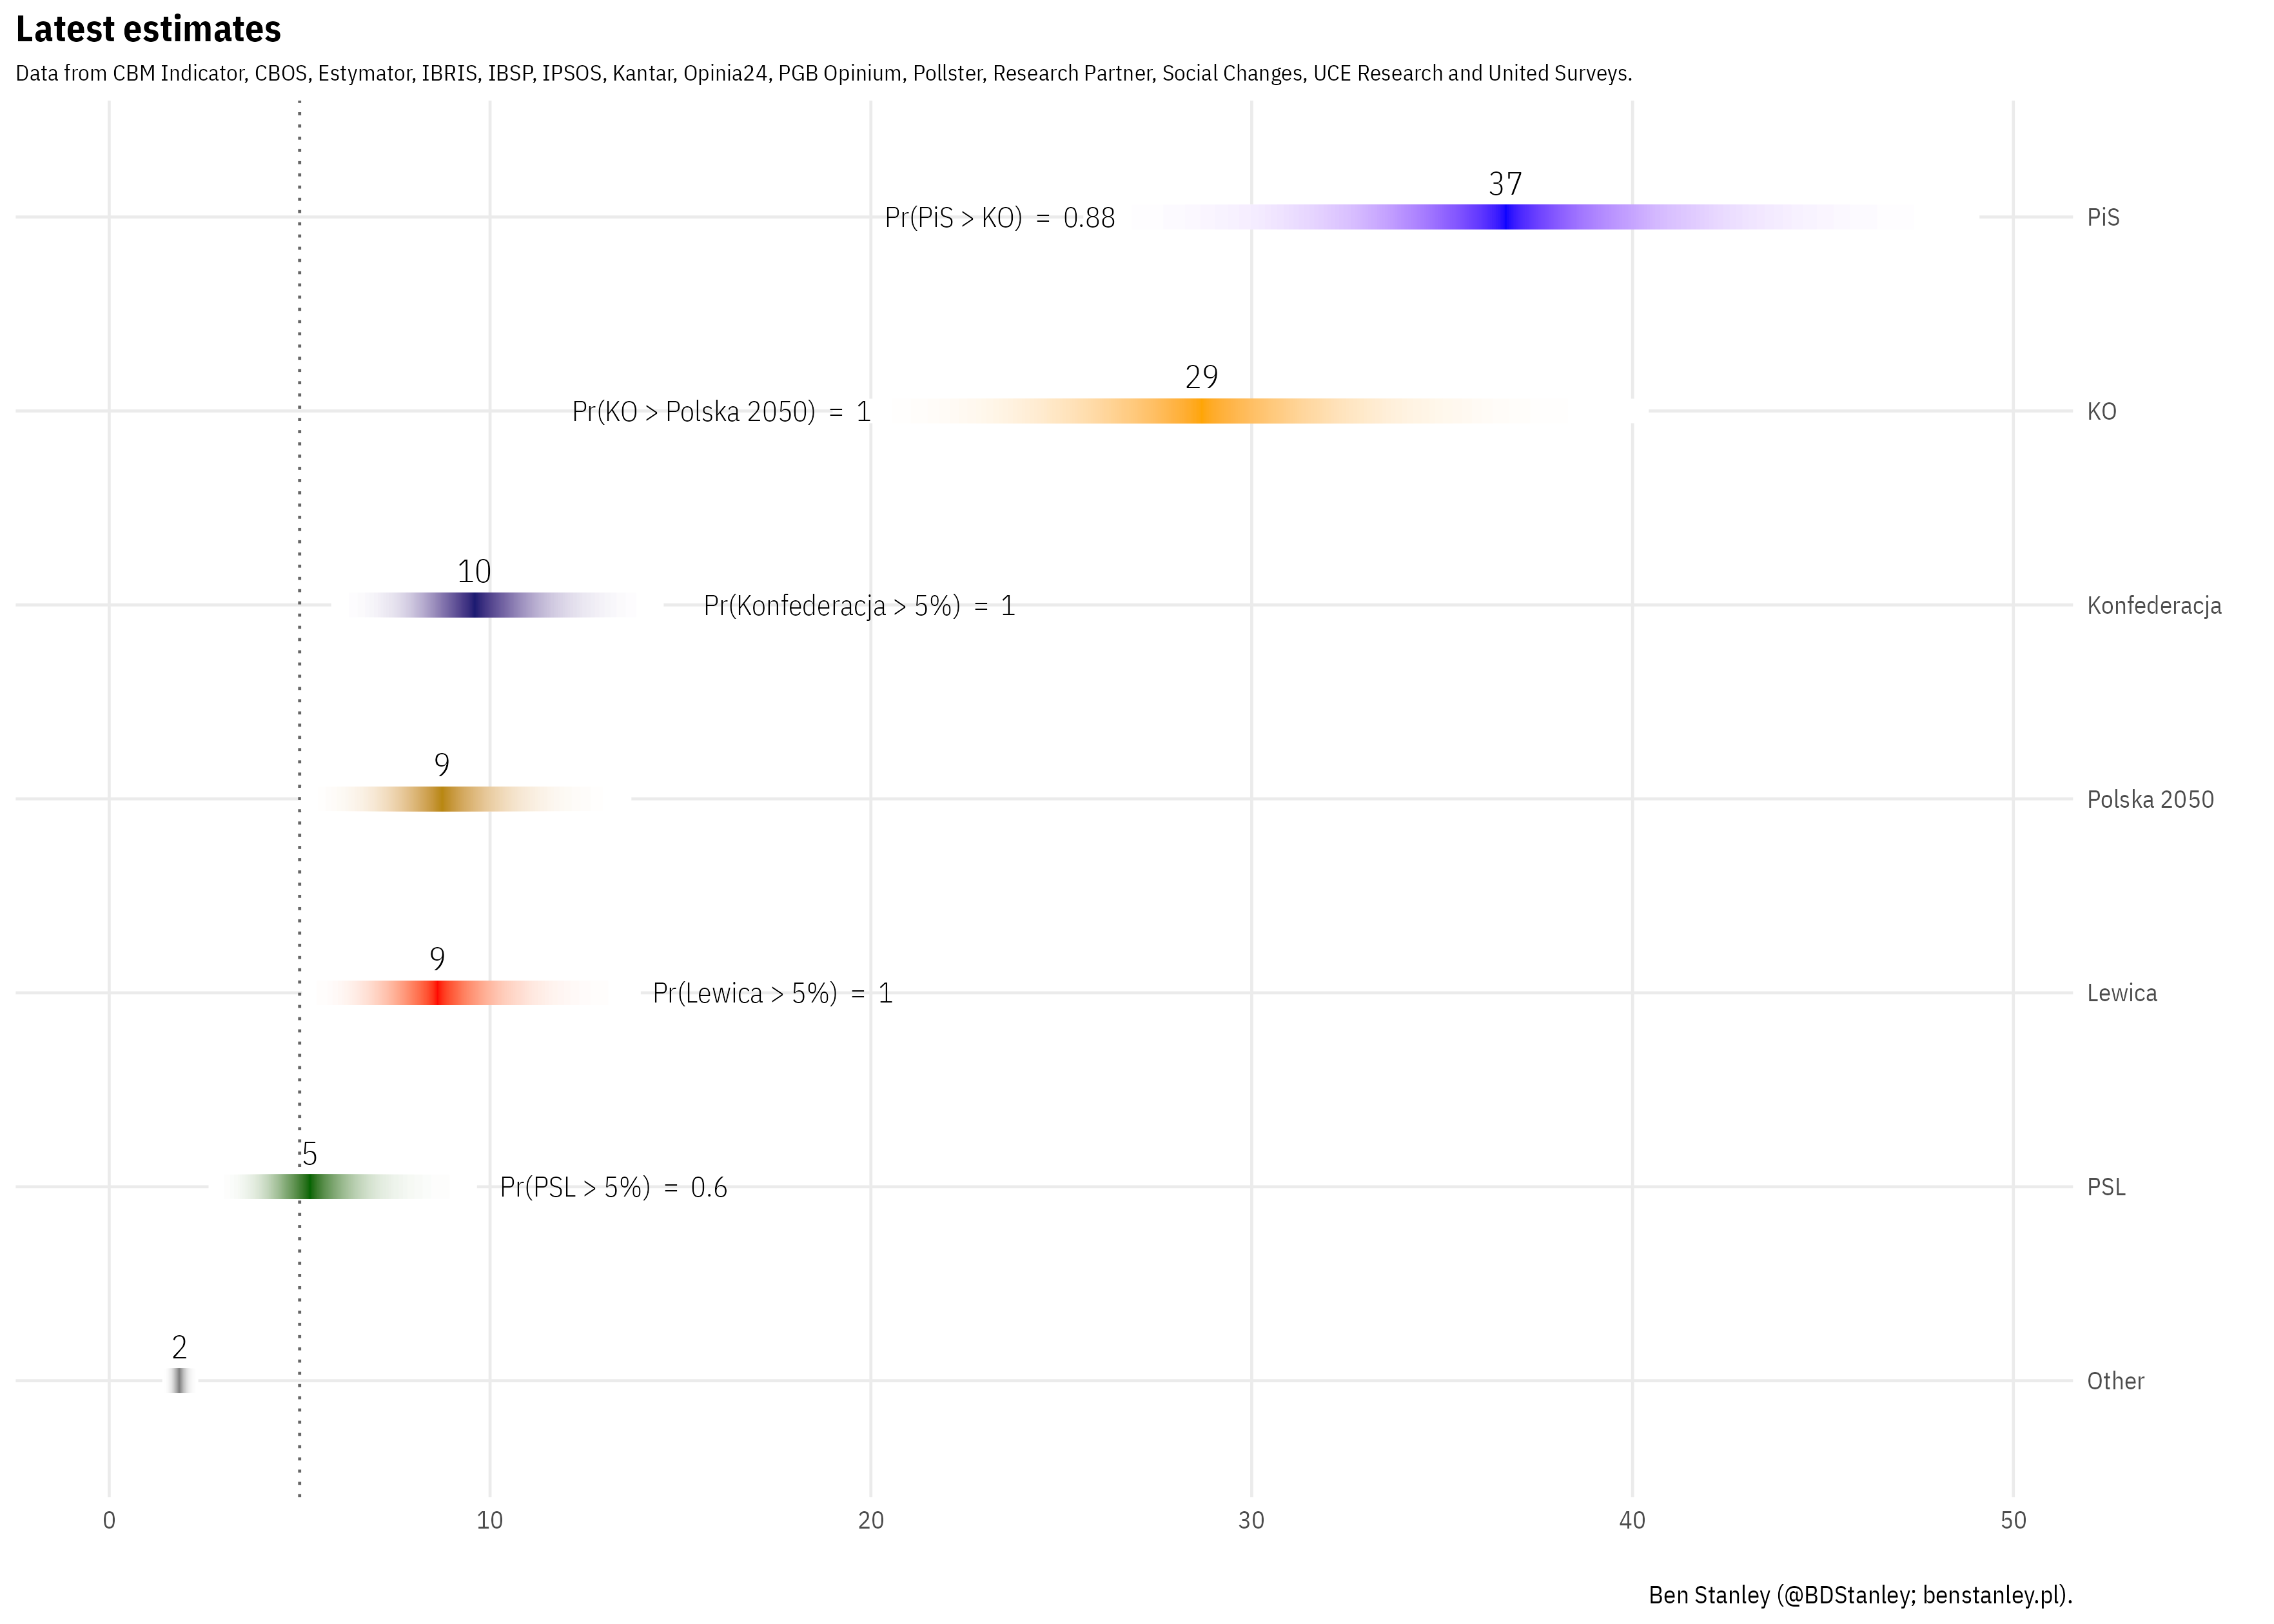 Latest estimates
Data from CBM Indicator, CBOS, Estymator, IBRIS, IBSP, IPSOS, Kantar, Opinia24, PGB Opinium, Pollster, Research Partner, Social Changes, UCE Research and United Surveys.
37
Pr(PiS > KO) = 0.88
PiS
29
Pr(KO > Polska 2050) = 1
KO
10
Pr(Konfederacja > 5%) = 1
Konfederacja
9
Polska 2050
9
Pr(Lewica > 5%) = 1
Lewica
5
Pr(PSL > 5%) = 0.6
PSL
2
Other
0 10 20 30 40 50
Ben Stanley (@BDStanley; benstanley.pl).